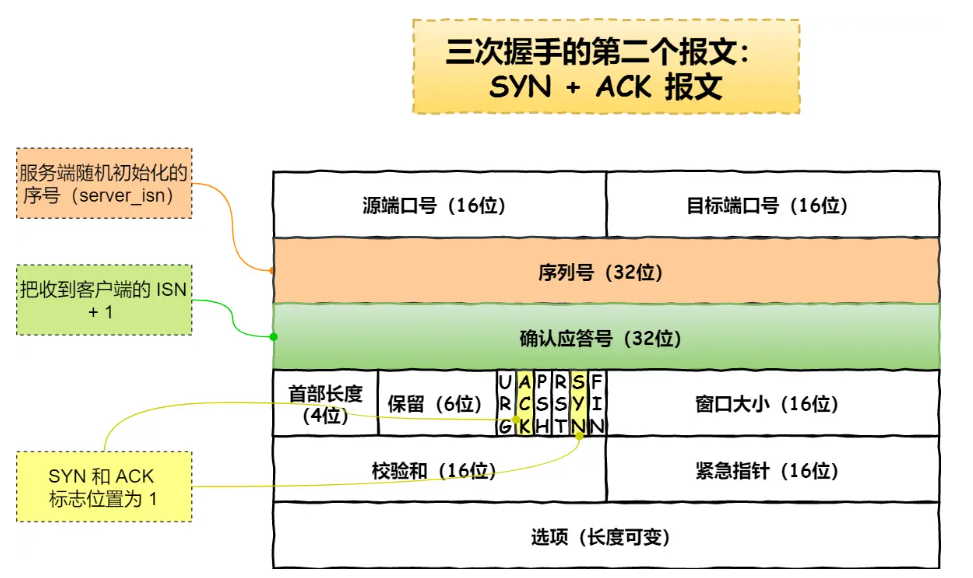 三次握手的第二个报文：
SYN + ACK 报文
服务端随机初始化的
序号（server_isn）
源端口号（16位）
目标端口号（16位）
序列号（32位）
把收到客户端的 ISN
+ 1
确认应答号（32位）
首部长度
（4位）
保留（6位）
URG
ACK
PSH
RST
SYN
FIN
窗口大小（16位）
SYN 和 ACK
标志位置为 1
校验和（16位）
紧急指针（16位）
选项（长度可变）